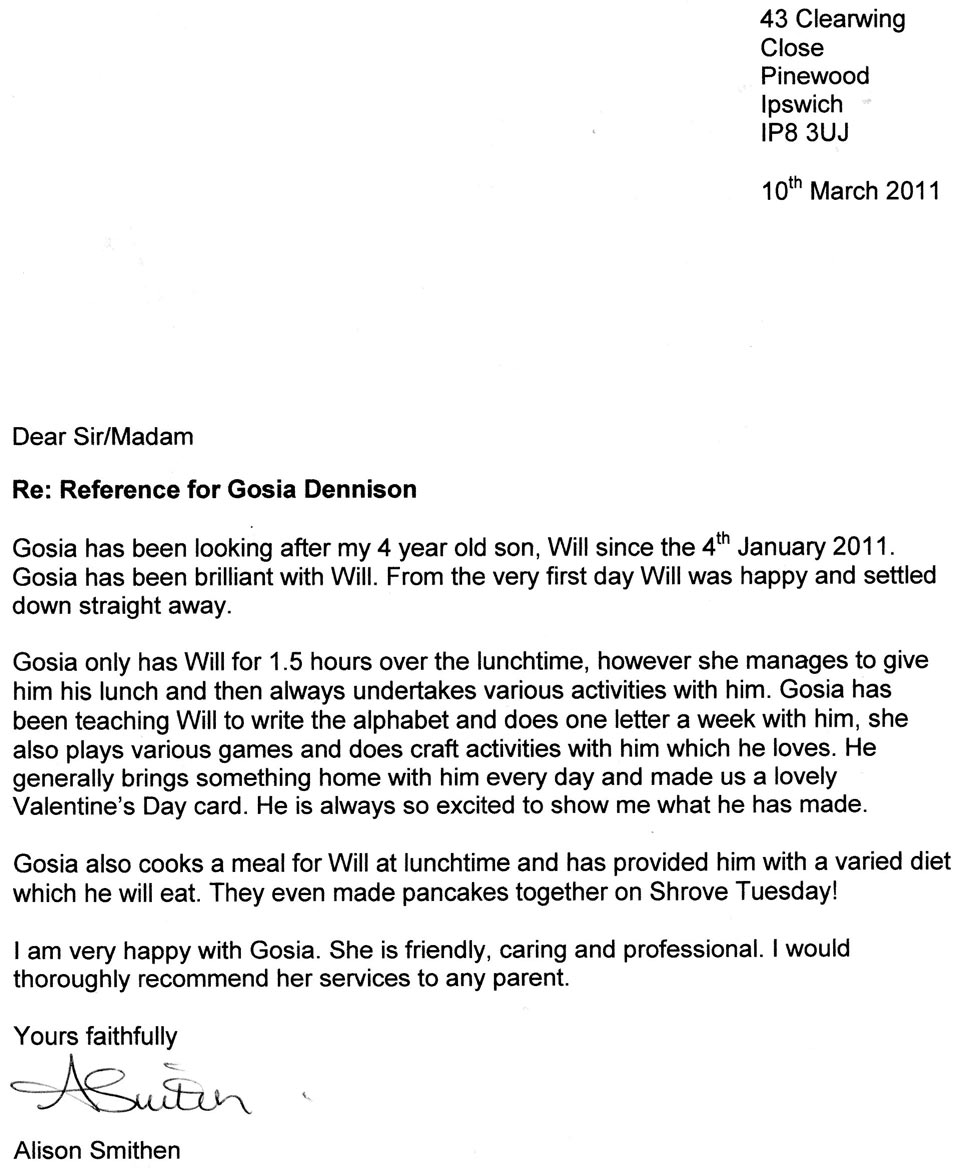 43 Clearwing
Close
Pinewood
Ipswich
IP8 3UJ
10th March 2011
Dear Sir/Madam
Re: Reference for Gosia Dennison
Gosia has been looking after my 4 year old son, Will since the 4th January 2011.
Gosia has been brilliant with Will. From the very first day Will was happy and settled
down straight away.
Gosia only has Will for 1.5 hours over the lunchtime, however she manages to give
him his lunch and then always undertakes various activities with him. Gosia has
been teaching Will to write the alphabet and does one letter a week with him, she
also plays various games and does craft activities with him which he loves. He
generally brings something home with him every day and made us a lovely
Valentine's Day card. He is always so excited to show me what he has made.
Gosia also cooks a meal for Will at lunchtime and has provided him with a varied diet
which he will eat. They even made pancakes together on Shrove Tuesday!
I am very happy with Gosia. She is friendly, caring and professional. I would
thoroughly recommend her services to any parent.
Yours faithfully
ASmithen
Alison Smithen